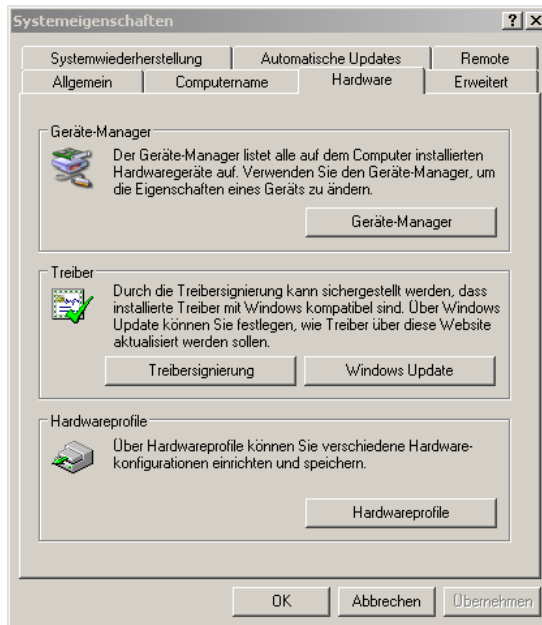 Systemeigenschaften
Systemwiederherstellung Automatische Updates Remote
Allgemein Computername Hardware Erweitert
Geräte-Manager
Der Geräte-Manager listet alle auf dem Computer installierten
Hardwaregeräte auf. Verwenden Sie den Geräte-Manager, um
die Eigenschaften eines Geräts zu ändern.
Geräte-Manager
Treiber
Durch die Treibersignierung kann sichergestellt werden, dass
installierte Treiber mit Windows kompatibel sind. Über Windows
Update können Sie festlegen, wie Treiber über diese Website
aktualisiert werden sollen.
Treibersignierung Windows Update
Hardwareprofile
Über Hardwareprofile können Sie verschiedene Hardware-
konfigurationen einrichten und speichern.
Hardwareprofile
OK Abbrechen Übernehmen